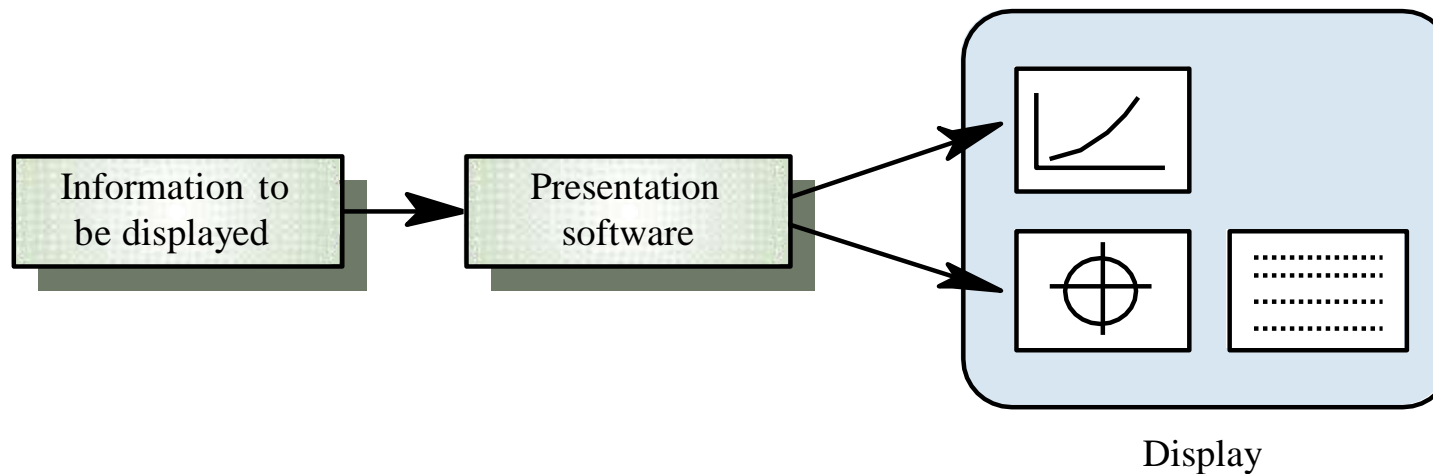 Information to
be displayed
Presentation
software
Display